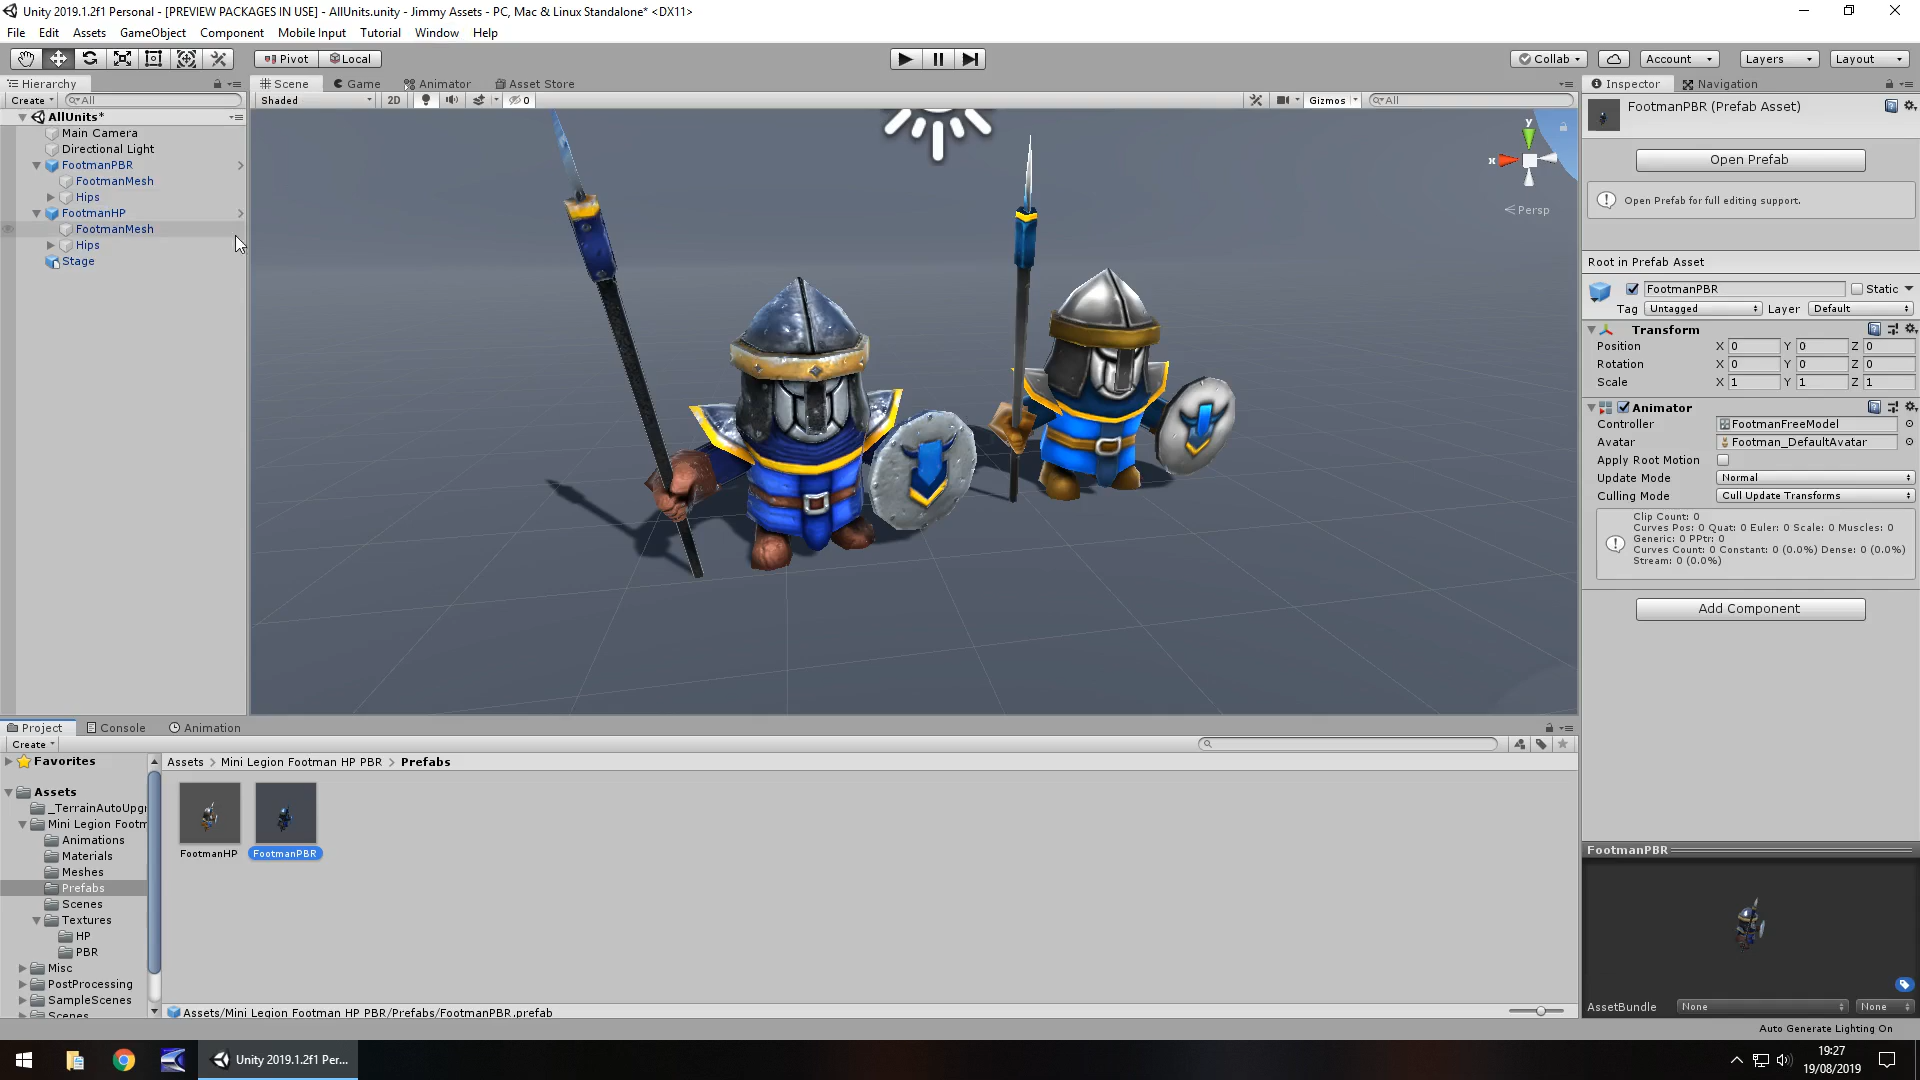 Unity 2019.1.2f1 Personal - [PREVIEW PACKAGES IN USE] - AllUnits.unity - Jimmy Assets - PC, Mac & Linux Standalone* <DX11>
File Edit Assets GameObject Component Mobile Input Tutorial Window Help
Pivot Local Collab Account Layers Layout
Hierarchy Scene Game Animator Asset Store Inspector Navigation
Create All Shaded 2D 0 Gizmos All
FootmanPBR (Prefab Asset)
AllUnits*
Main Camera
Directional Light
FootmanPBR
FootmanMesh
Hips
FootmanHP
FootmanMesh
Hips
Stage
y
x
Persp
Open Prefab
Open Prefab for full editing support.
Root in Prefab Asset
FootmanPBR Static
Tag Untagged Layer Default
Transform
Position X 0 Y 0 Z 0
Rotation X 0 Y 0 Z 0
Scale X 1 Y 1 Z 1
Animator
Controller FootmanFreeModel
Avatar Footman_DefaultAvatar
Apply Root Motion
Update Mode Normal
Culling Mode Cull Update Transforms
Clip Count: 0
Curves Pos: 0 Quat: 0 Euler: 0 Scale: 0 Muscles: 0
Generic: 0 PPtr: 0
Curves Count: 0 Constant: 0 (0.0%) Dense: 0 (0.0%)
Stream: 0 (0.0%)
Add Component
Project Console Animation
Create
Favorites
Assets
_TerrainAutoUpgr
Mini Legion Footm
Animations
Materials
Meshes
Prefabs
Scenes
Textures
HP
PBR
Misc
PostProcessing
SampleScenes
Scenes
Assets > Mini Legion Footman HP PBR > Prefabs
FootmanHP FootmanPBR
Assets/Mini Legion Footman HP PBR/Prefabs/FootmanPBR.prefab
FootmanPBR
AssetBundle None None
Auto Generate Lighting On
Unity 2019.1.2f1 Per...
19:27
19/08/2019